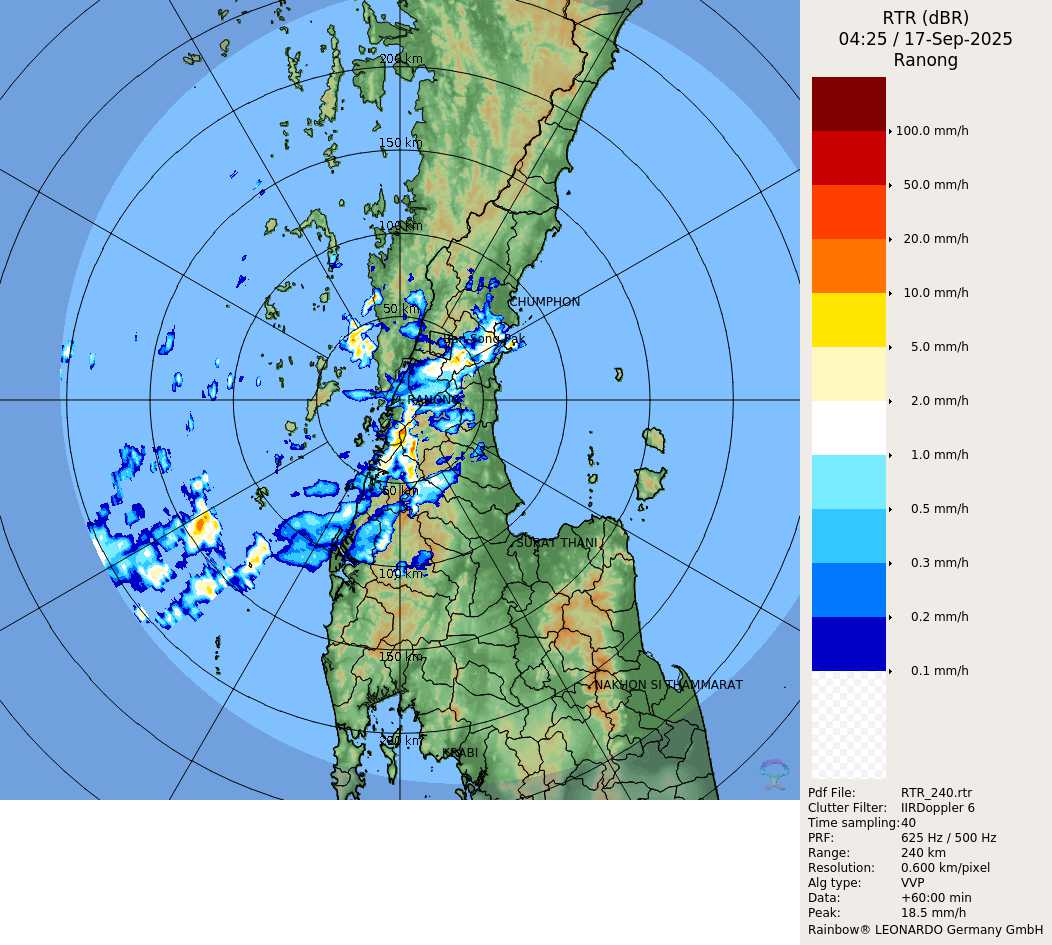 RTR (dBR)
04:25 / 17-Sep-2025
Ranong
200 km
150 km
100 km
50 km
CHUMPHON
Ban Song Pak
RANONG
50 km
SURAT THANI
100 km
150 km
NAKHON SI THAMMARAT
200 km
KRABI
100.0 mm/h
50.0 mm/h
20.0 mm/h
10.0 mm/h
5.0 mm/h
2.0 mm/h
1.0 mm/h
0.5 mm/h
0.3 mm/h
0.2 mm/h
0.1 mm/h
Pdf File: RTR_240.rtr
Clutter Filter: IIRDoppler 6
Time sampling: 40
PRF: 625 Hz / 500 Hz
Range: 240 km
Resolution: 0.600 km/pixel
Alg type: VVP
Data: +60:00 min
Peak: 18.5 mm/h
Rainbow® LEONARDO Germany GmbH